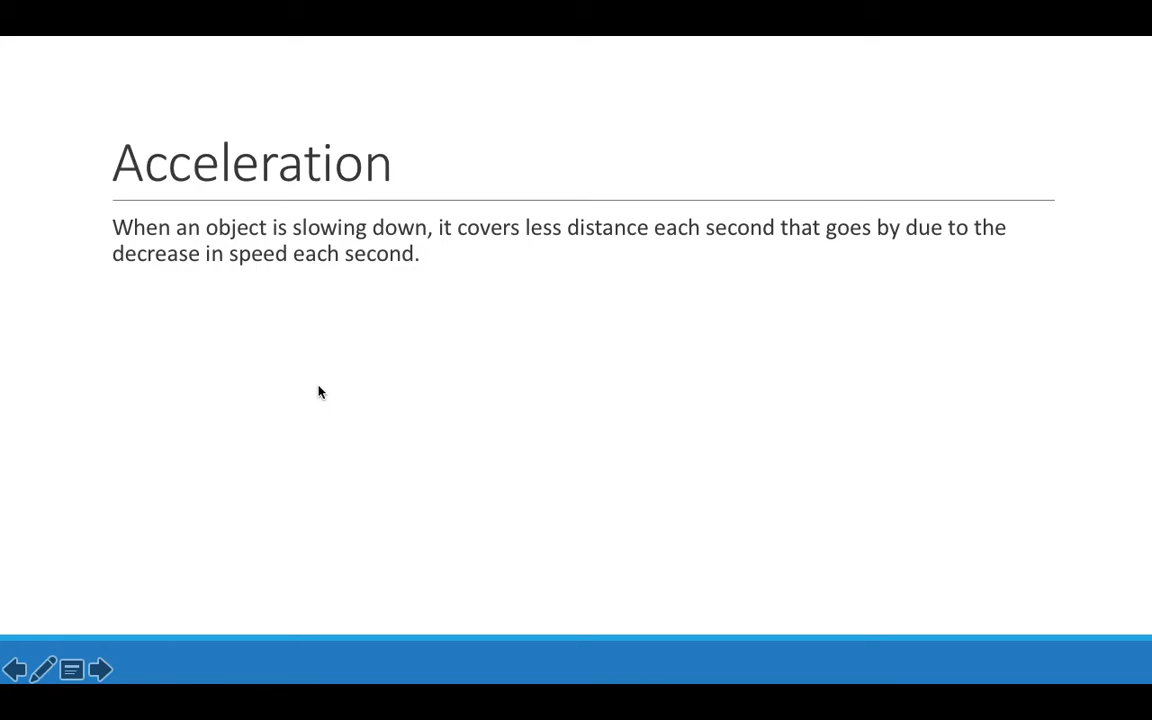 Acceleration
When an object is slowing down, it covers less distance each second that goes by due to the
decrease in speed each second.